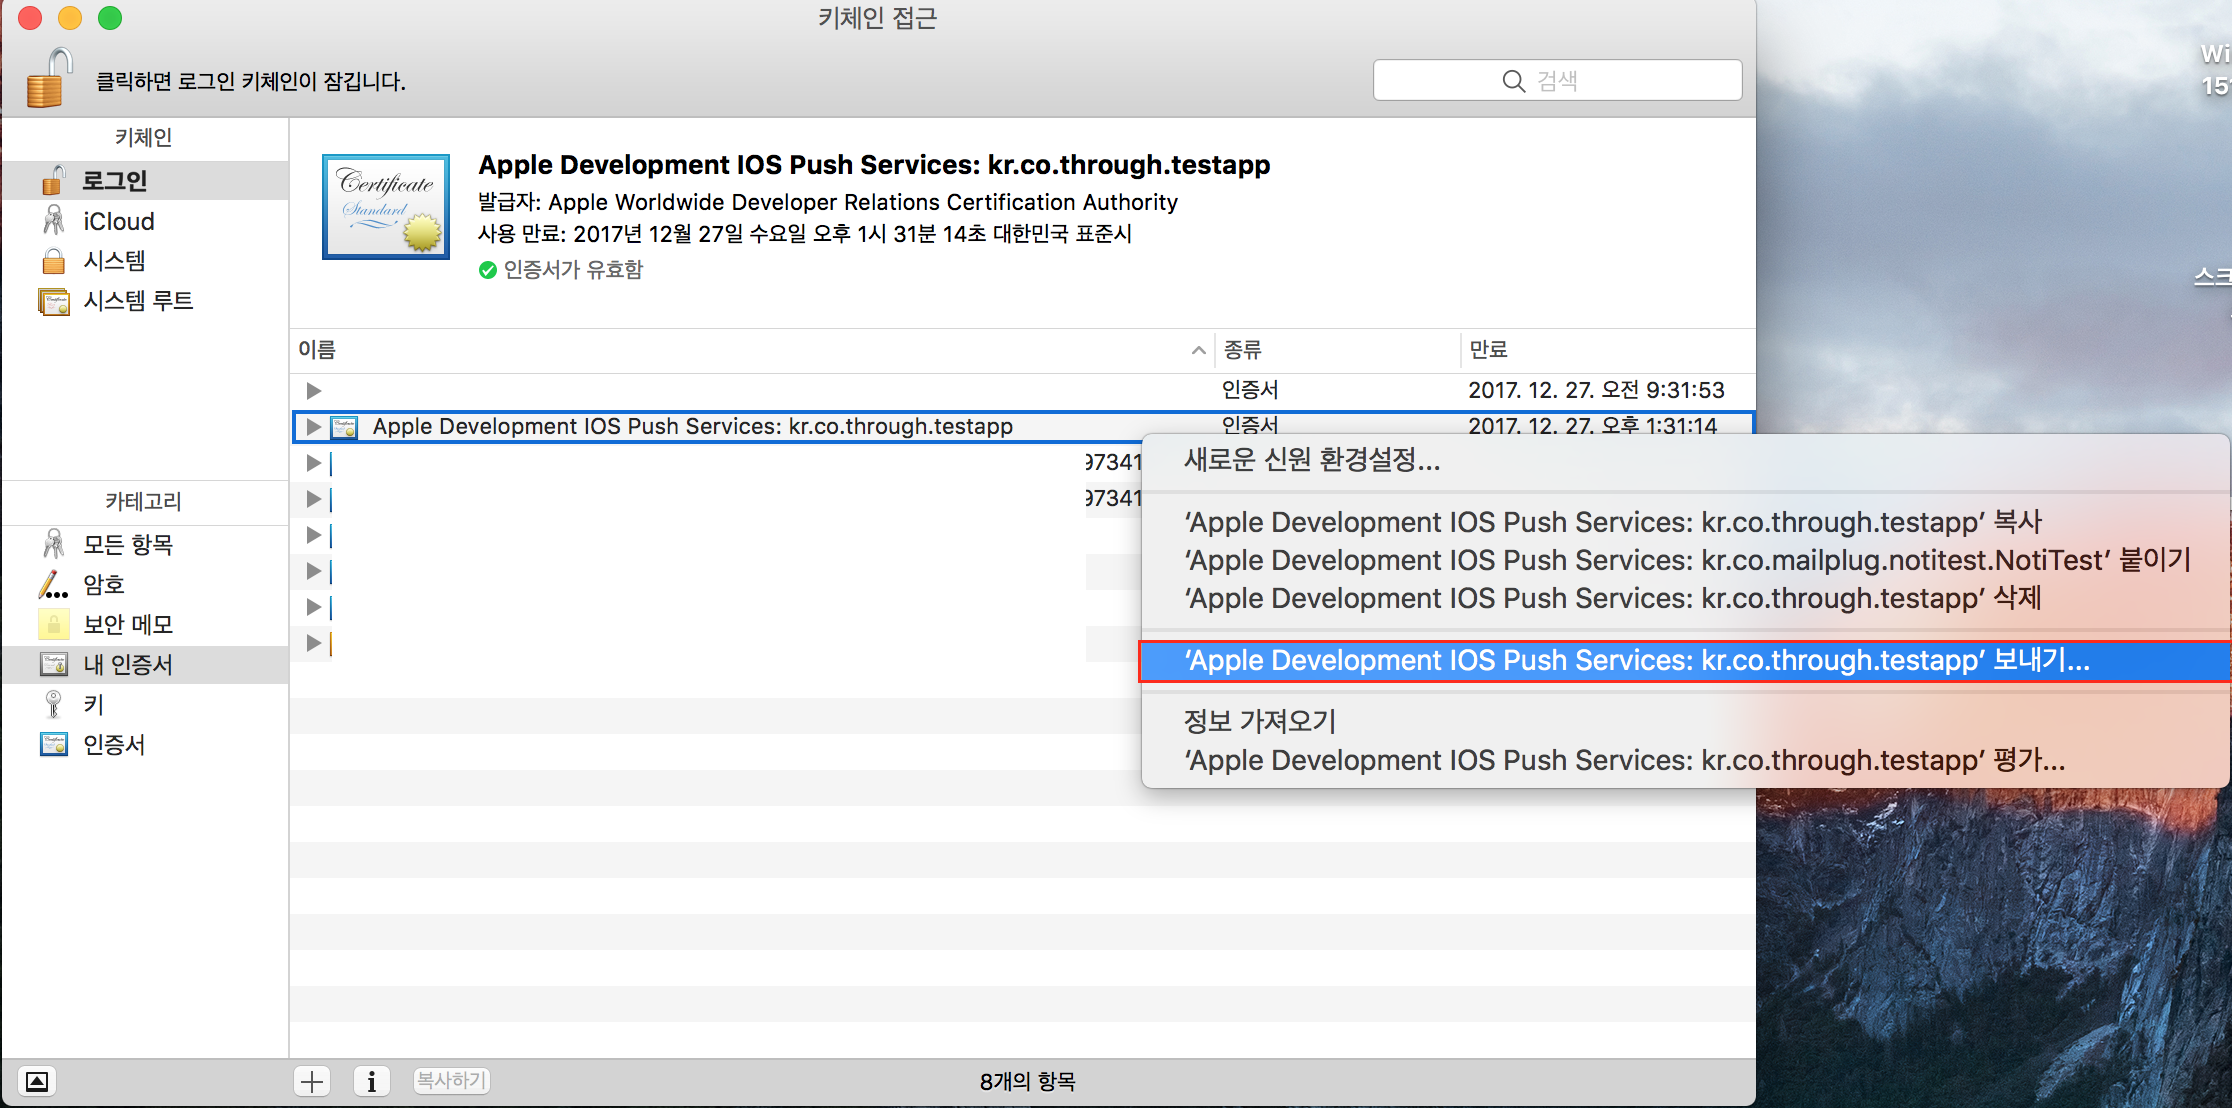 키체인 접근
클릭하면 로그인 키체인이 잠깁니다.
검색
키체인
로그인
iCloud
시스템
시스템 루트
카테고리
모든 항목
암호
보안 메모
내 인증서
키
인증서
Certificate
Standard
Apple Development IOS Push Services: kr.co.through.testapp
발급자: Apple Worldwide Developer Relations Certification Authority
사용 만료: 2017년 12월 27일 수요일 오후 1시 31분 14초 대한민국 표준시
인증서가 유효함
이름 종류 만료
인증서 2017. 12. 27. 오전 9:31:53
Apple Development IOS Push Services: kr.co.through.testapp 인증서 2017. 12. 27. 오후 1:31:14
97341
97341
새로운 신원 환경설정...
‘Apple Development IOS Push Services: kr.co.through.testapp’ 복사
‘Apple Development IOS Push Services: kr.co.mailplug.notitest.NotiTest’ 붙이기
‘Apple Development IOS Push Services: kr.co.through.testapp’ 삭제
‘Apple Development IOS Push Services: kr.co.through.testapp’ 보내기...
정보 가져오기
‘Apple Development IOS Push Services: kr.co.through.testapp’ 평가...
복사하기
8개의 항목
Wi
15
스크